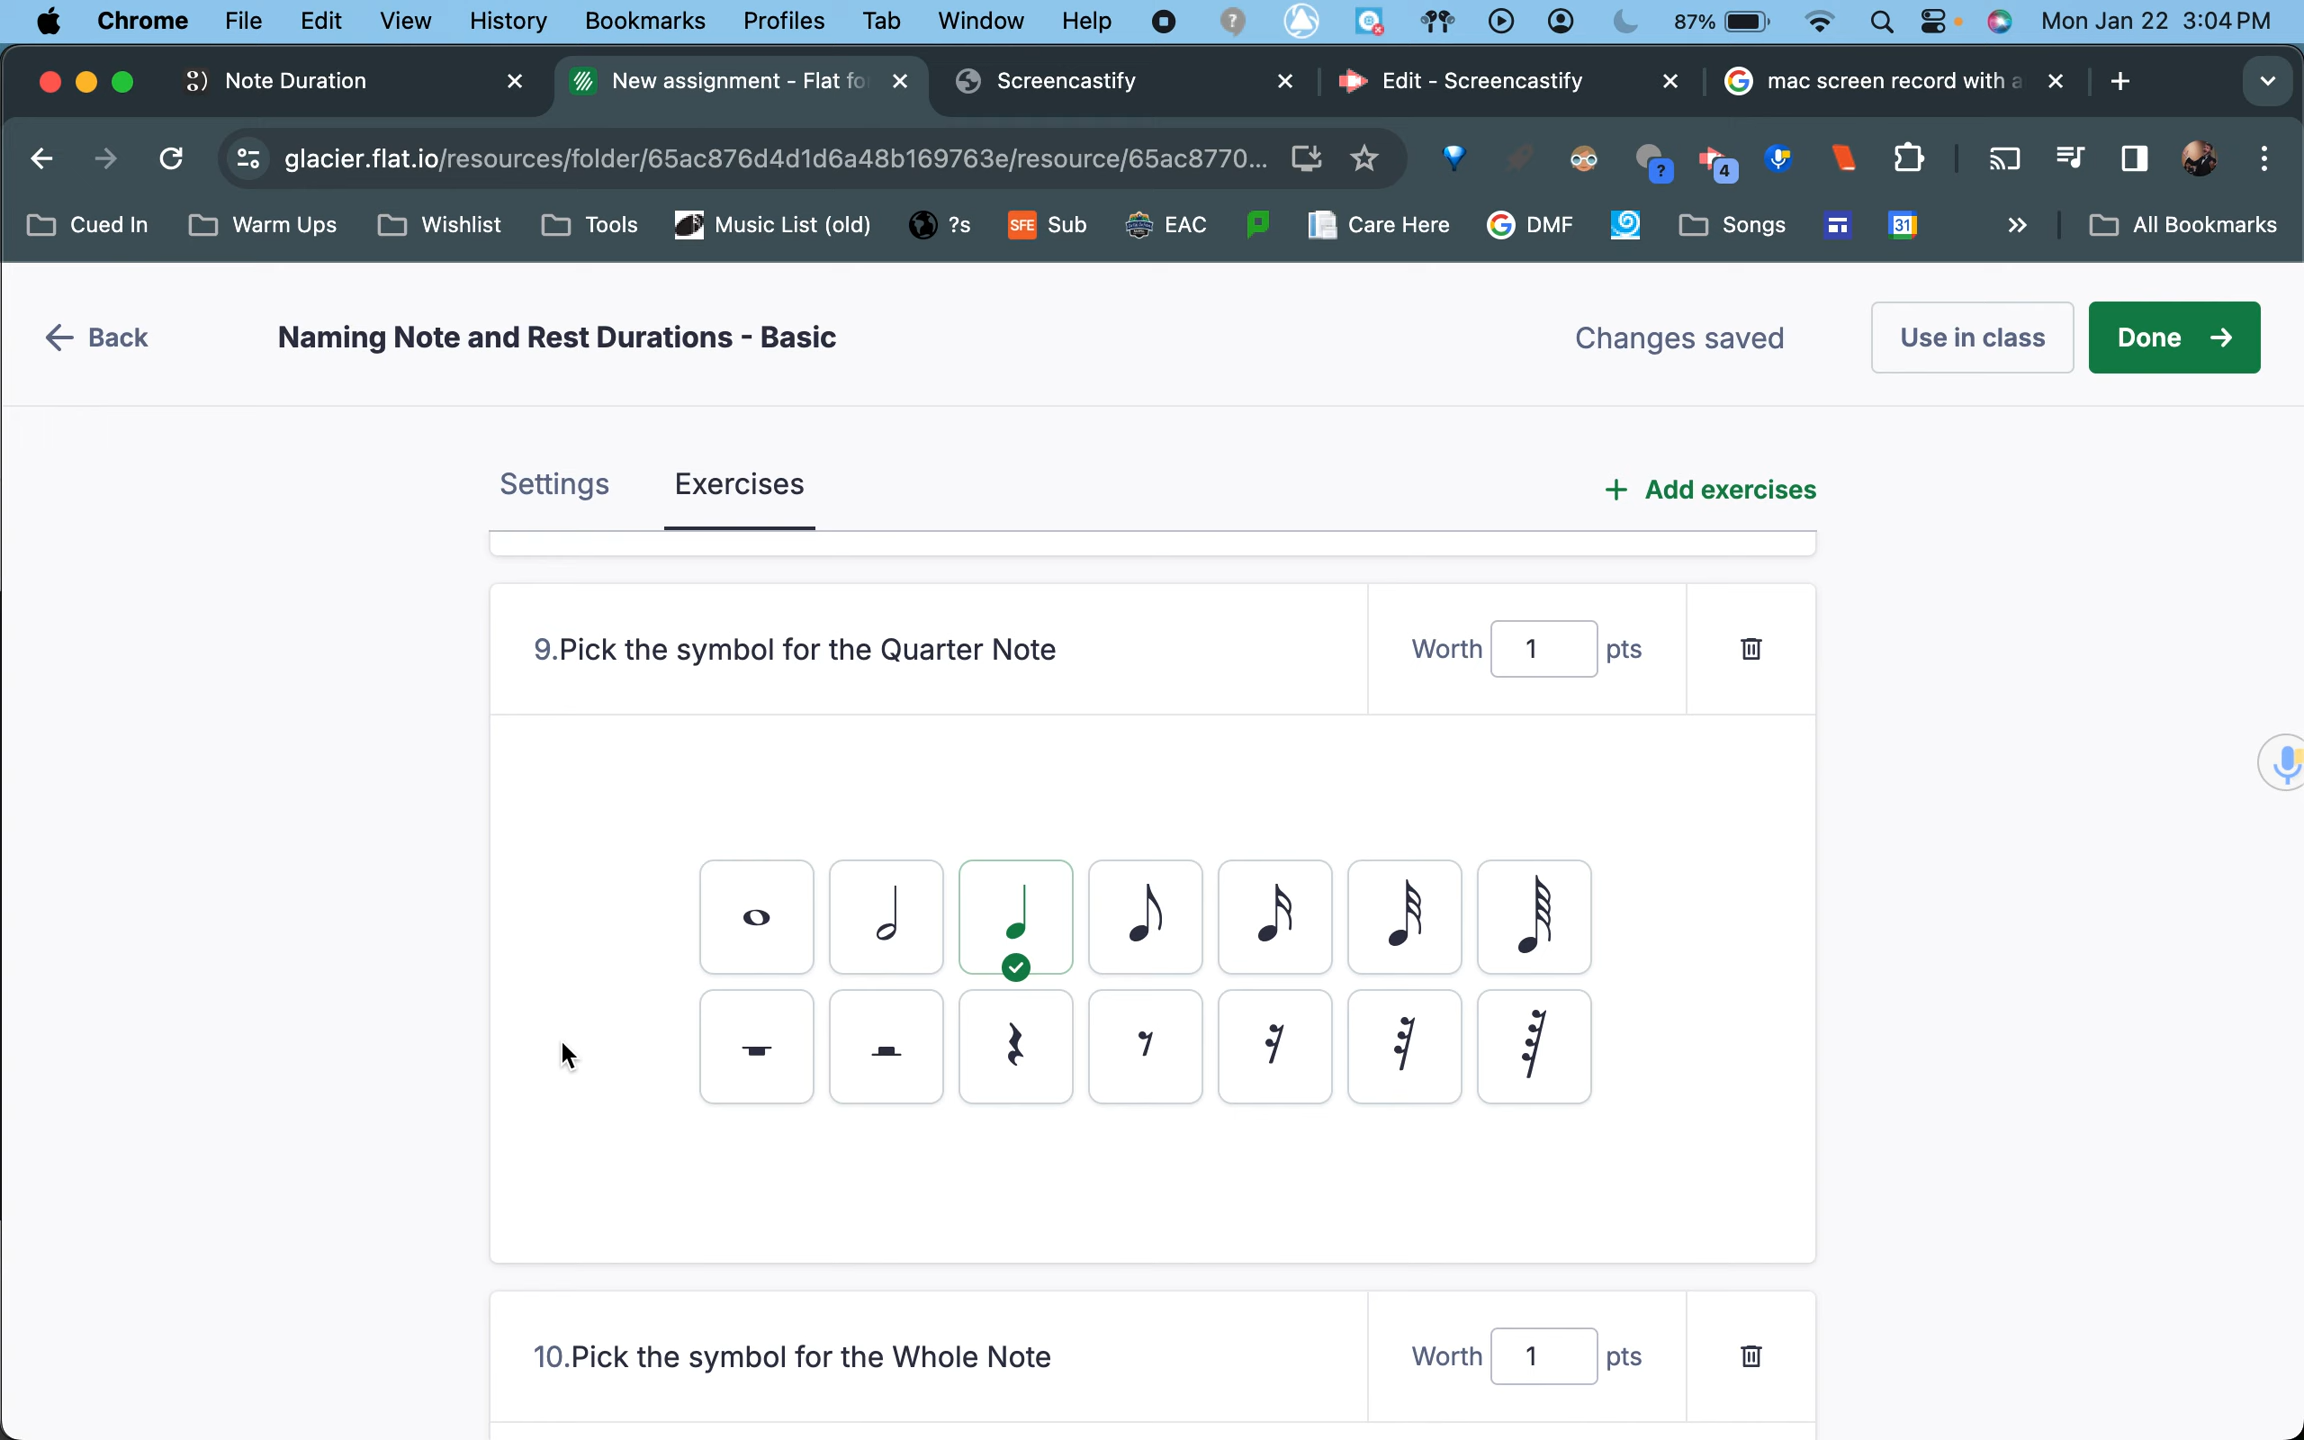 Chrome File Edit View History Bookmarks Profiles Tab Window Help 87% Mon Jan 22 3:04 PM
Note Duration New assignment - Flat fo Screencastify Edit - Screencastify mac screen record with a
glacier.flat.io/resources/folder/65ac876d4d1d6a48b169763e/resource/65ac8770... ? 4
Cued In Warm Ups Wishlist Tools Music List (old) ?s SFE Sub EAC Care Here DMF Songs 31 » All Bookmarks
Back Naming Note and Rest Durations - Basic Changes saved Use in class Done
Settings Exercises + Add exercises
9.Pick the symbol for the Quarter Note Worth 1 pts
10.Pick the symbol for the Whole Note Worth 1 pts